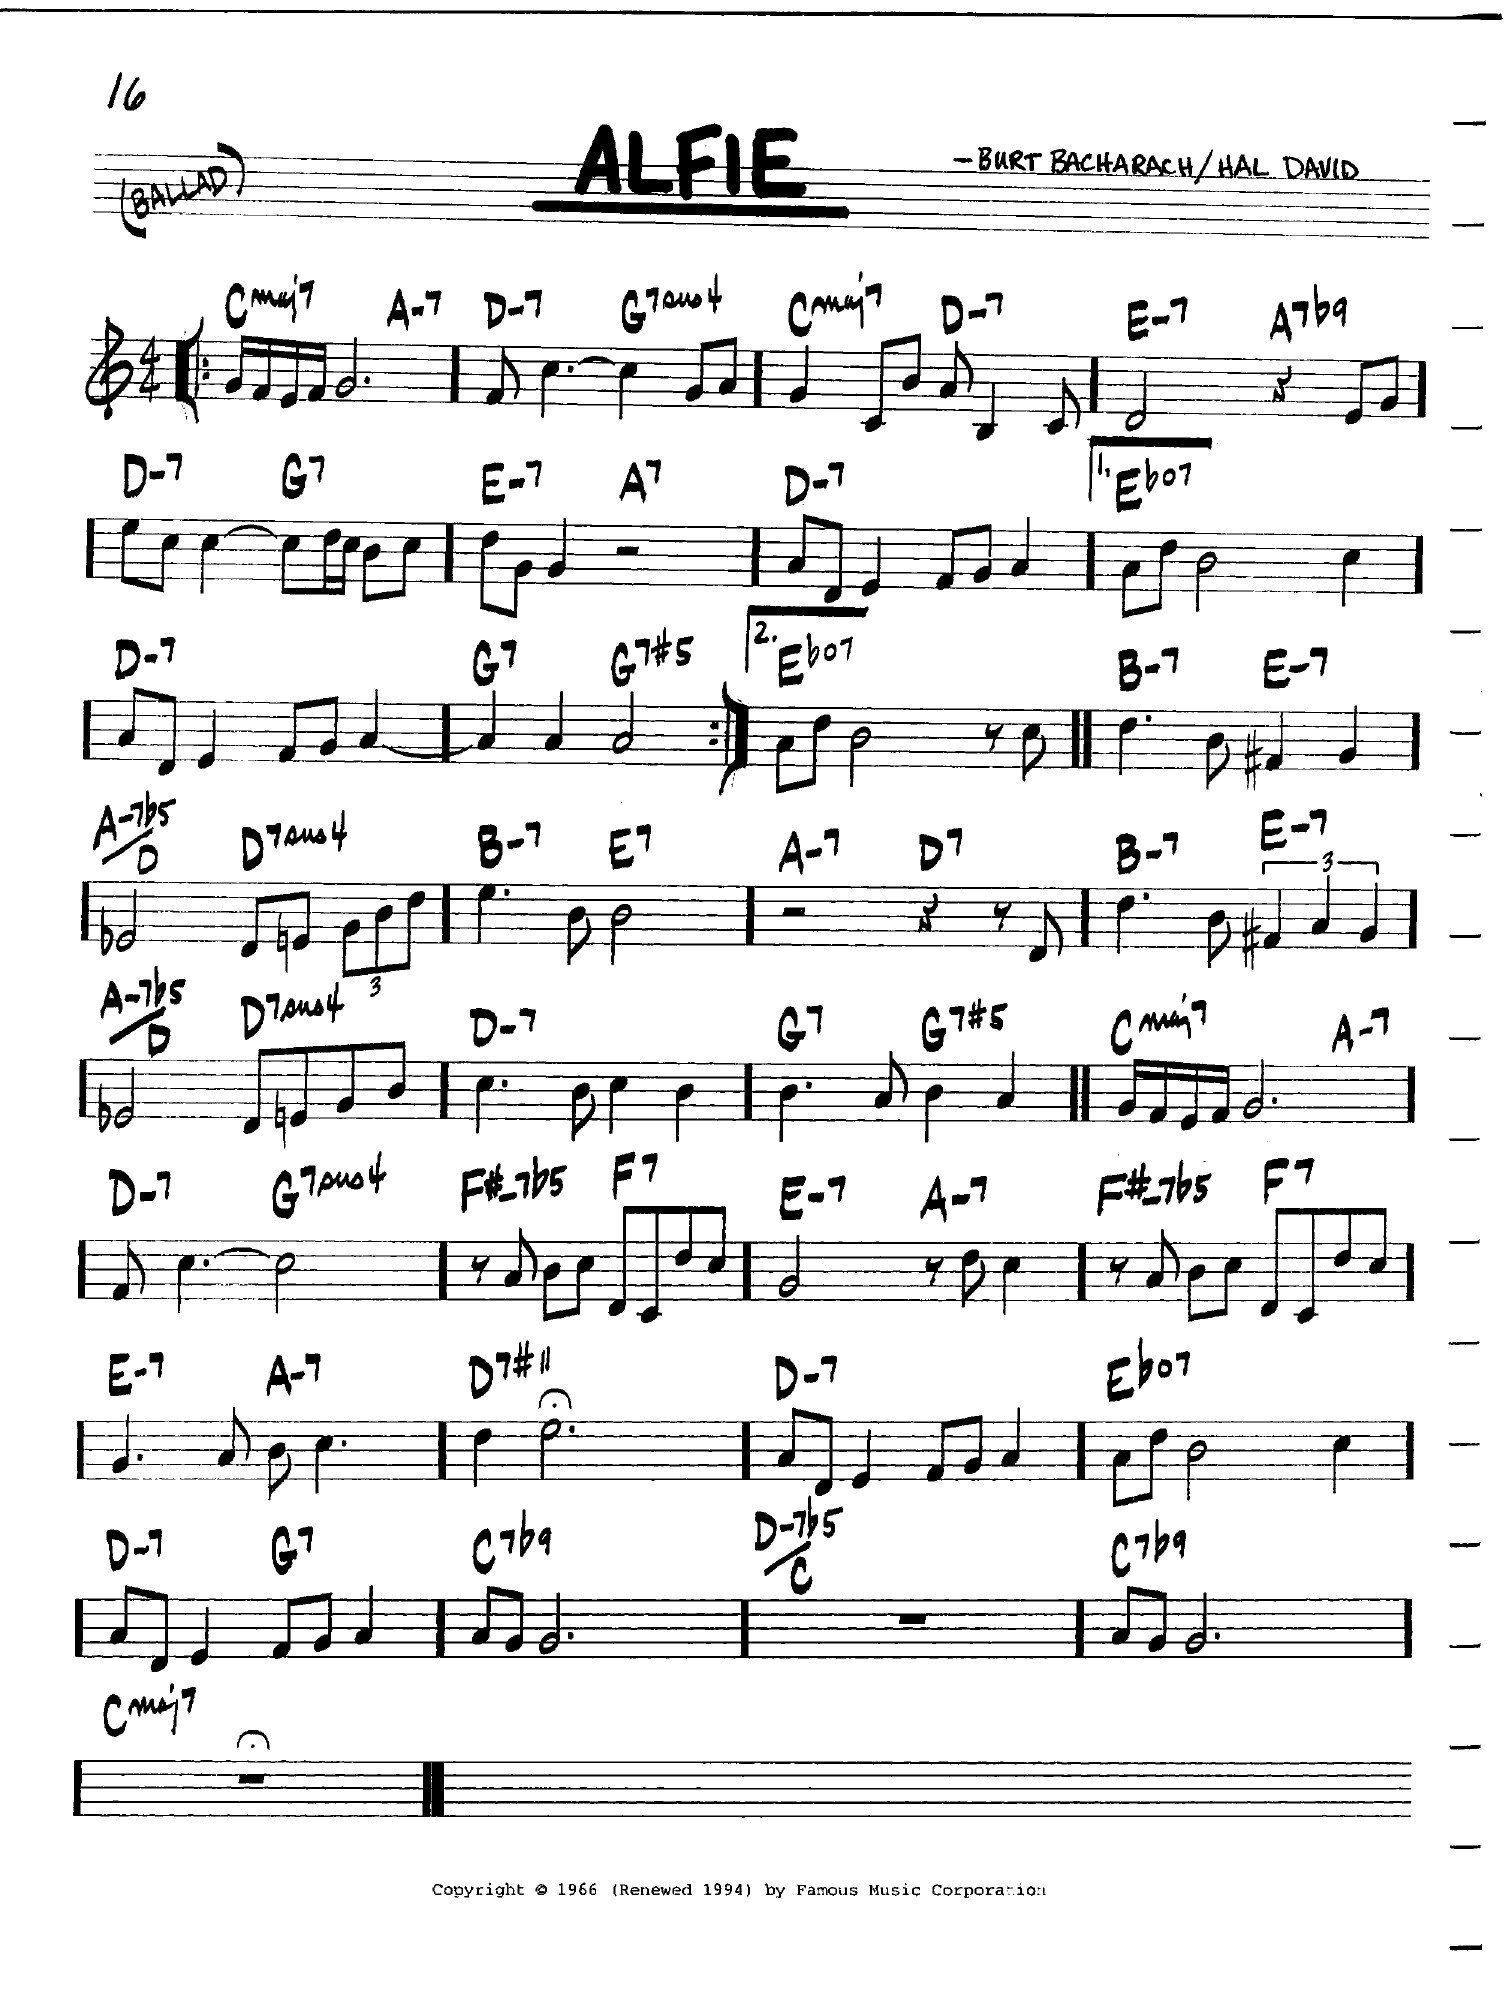 16
ALFIE
(BALLAD)
-BURT BACHARACH/HAL DAVID
Cmaj7 A-7 D-7 G7sus4 Cmaj7 D-7 E-7 A7b9
4
4
D-7 G7 E-7 A7 D-7 1. Ebo7
D-7 G7 G7#5 2. Ebo7 B-7 E-7
A-7b5/D D7sus4 B-7 E7 A-7 D7 B-7 E-7
3
3
A-7b5/D D7sus4 D-7 G7 G7#5 Cmaj7 A-7
D-7 G7sus4 F#-7b5 F7 E-7 A-7 F#-7b5 F7
E-7 A-7 D7#11 D-7 Ebo7
D-7 G7 C7b9 D-7b5/C C7b9
Cmaj7
Copyright © 1966 (Renewed 1994) by Famous Music Corporation